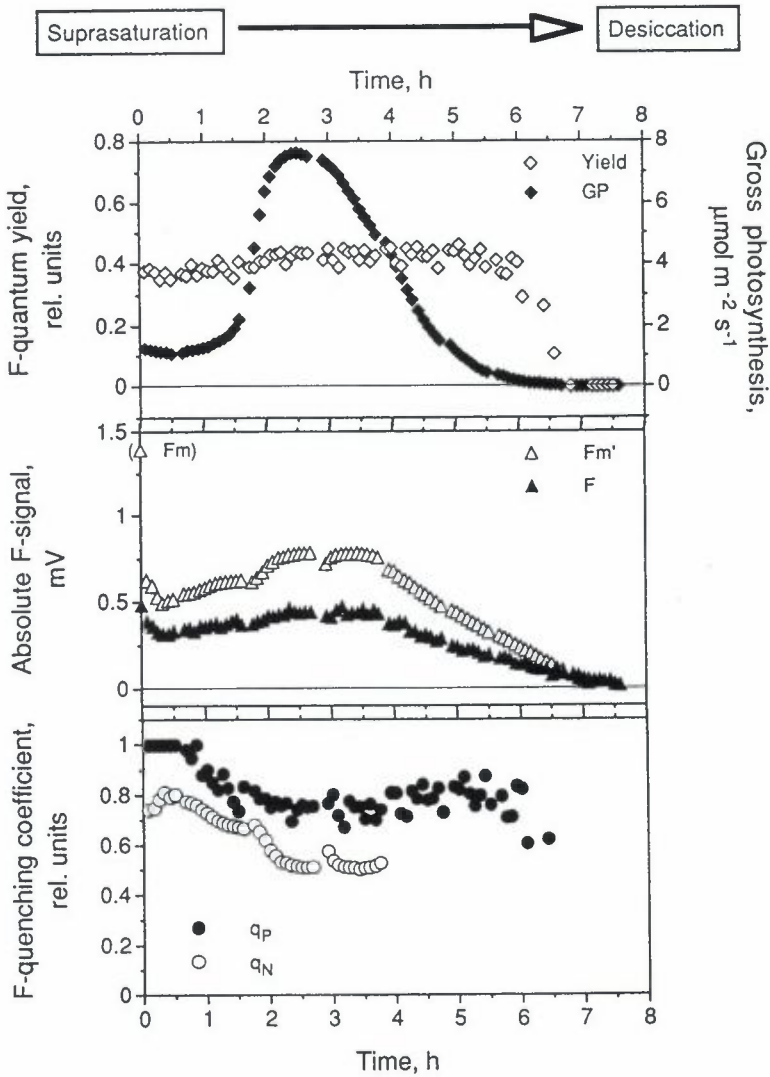 Suprasaturation
Desiccation
Time, h
0 1 2 3 4 5 6 7 8
F-quantum yield,
rel. units
0.8
0.6
0.4
0.2
0
Yield
GP
8
6
4
2
0
Gross photosynthesis,
µmol m⁻² s⁻¹
Absolute F-signal,
mV
1.5
1
0.5
0
( Fm)
Fm'
F
F-quenching coefficient,
rel. units
1
0.8
0.6
0.4
0.2
0
qP
qN
0 1 2 3 4 5 6 7 8
Time, h